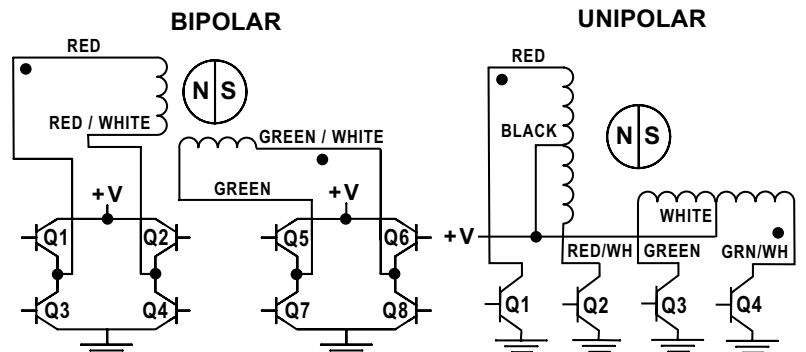 BIPOLAR
RED
N S
RED / WHITE
GREEN / WHITE
GREEN
+V
+V
Q1 Q2 Q5 Q6
Q3 Q4 Q7 Q8
UNIPOLAR
RED
BLACK
N S
WHITE
+V
RED/WH GREEN GRN/WH
Q1 Q2 Q3 Q4